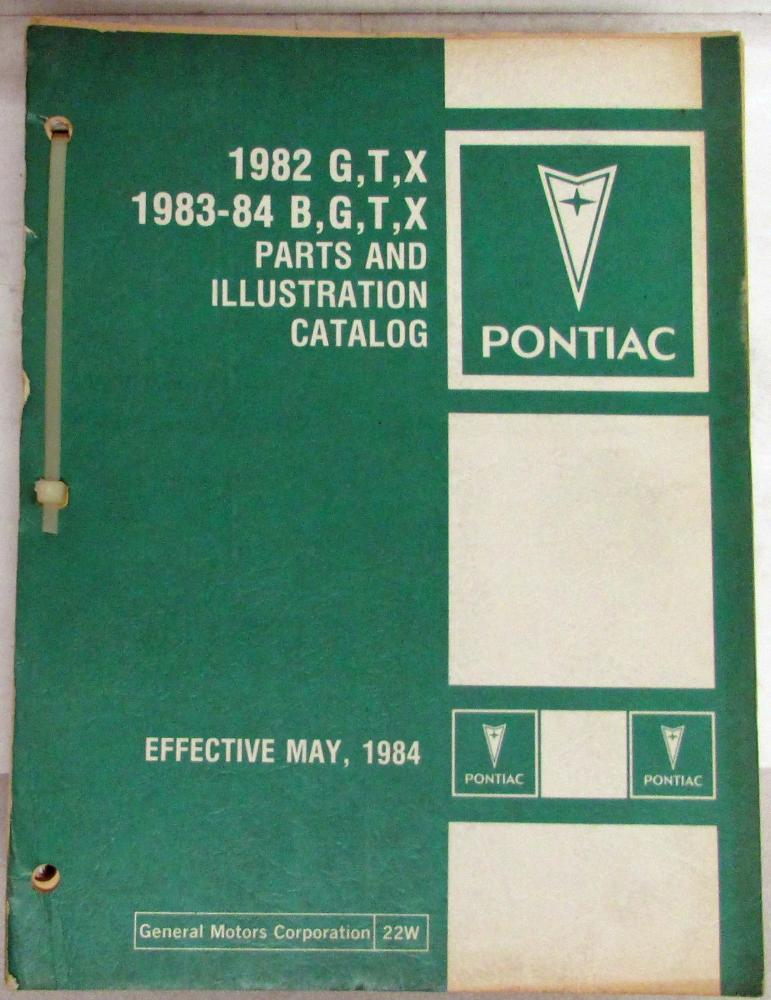 1982 G,T,X
1983-84 B,G,T,X
PARTS AND
ILLUSTRATION
CATALOG
PONTIAC
EFFECTIVE MAY, 1984
PONTIAC
PONTIAC
General Motors Corporation 22W